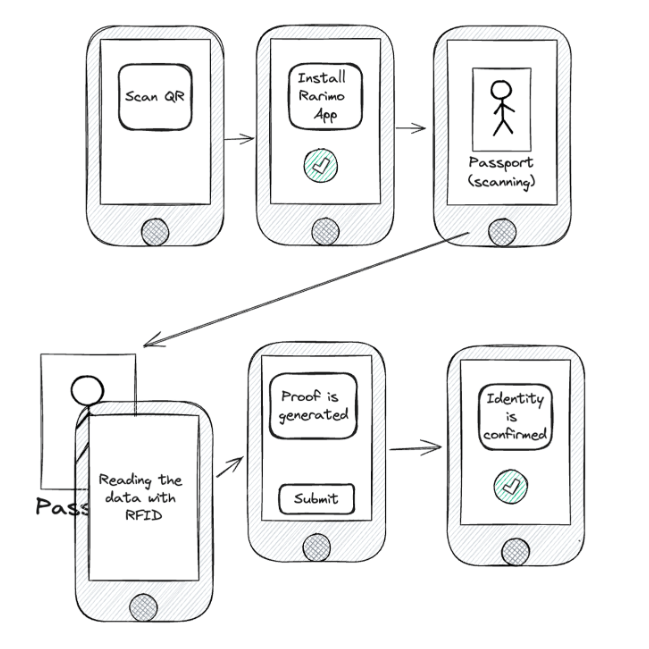 Scan QR
Install
Rarimo
App
Passport
(scanning)
Reading the
data with
RFID
Pass
Proof is
generated
Submit
Identity
is
confirmed